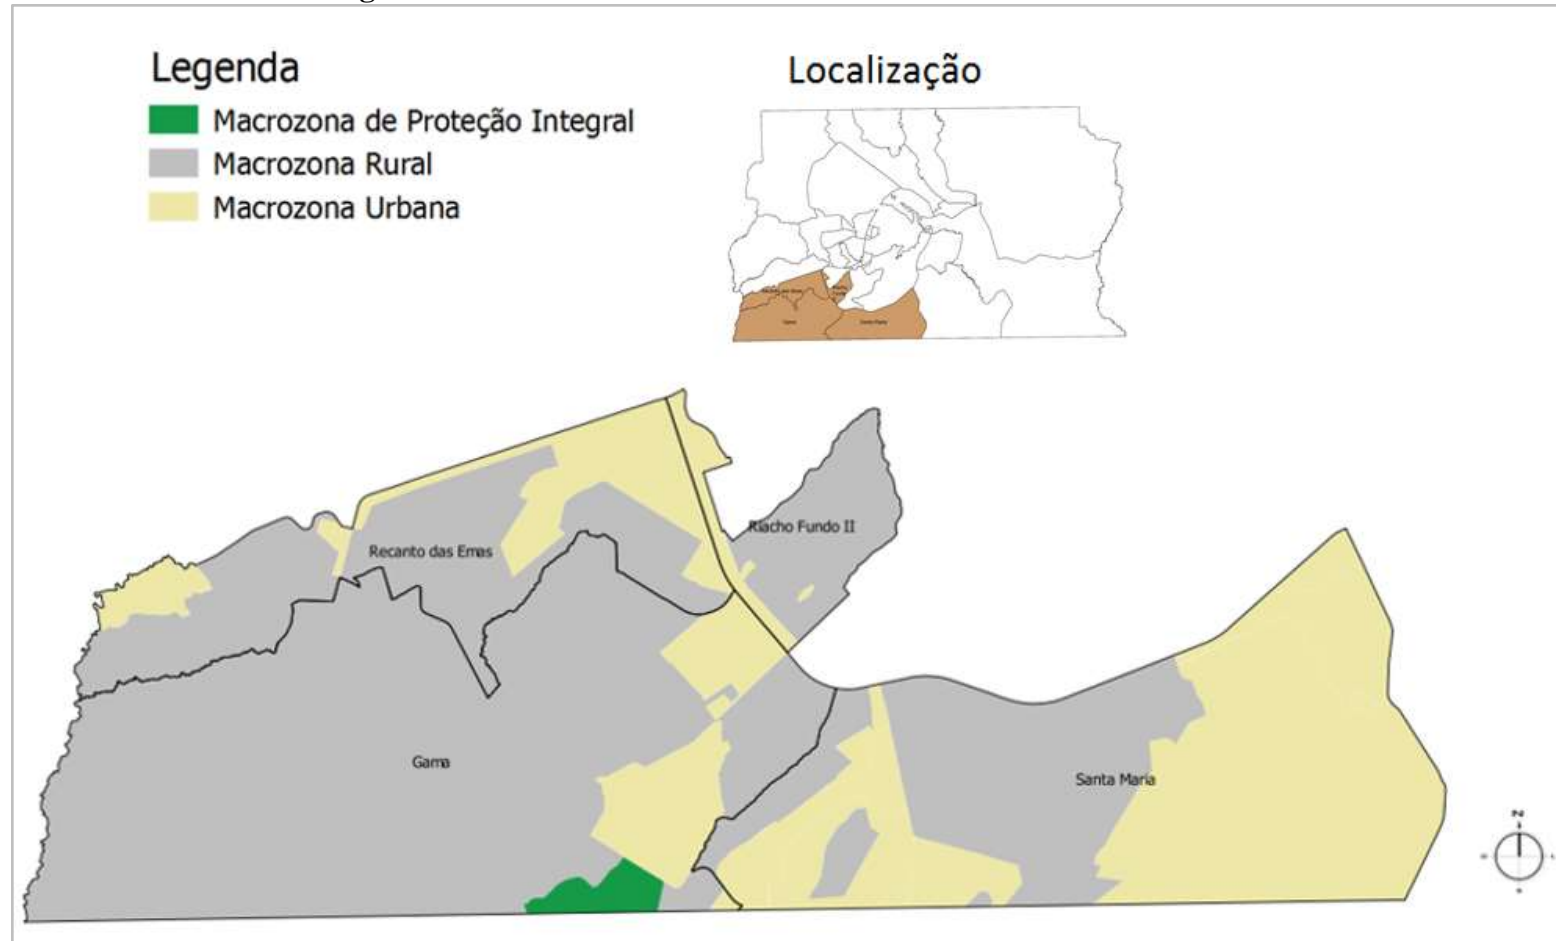 Legenda
Macrozona de Proteção Integral
Macrozona Rural
Macrozona Urbana
Localização
Riacho Fundo II
Recanto das Emas
Gama
Santa Maria
N